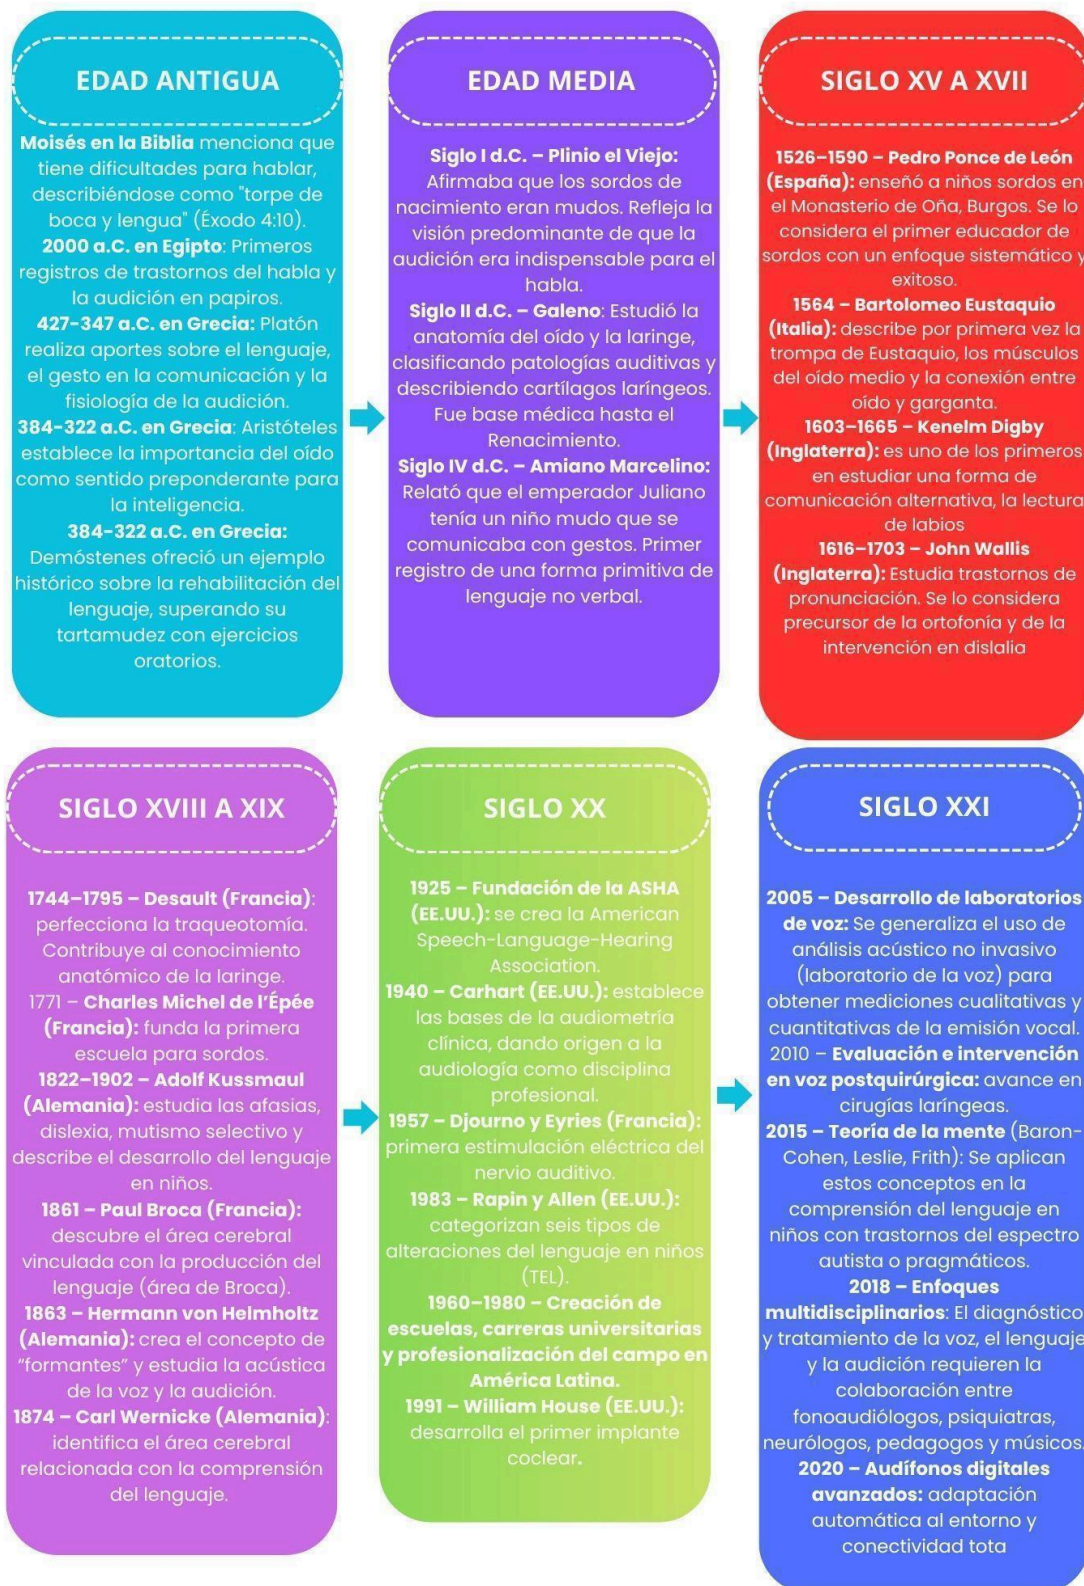 EDAD ANTIGUA
Moisés en la Biblia menciona que
tiene dificultades para hablar,
describiéndose como "torpe de
boca y lengua" (Éxodo 4:10).
2000 a.C. en Egipto: Primeros
registros de trastornos del habla y
la audición en papiros.
427-347 a.C. en Grecia: Platón
realiza aportes sobre el lenguaje,
el gesto en la comunicación y la
fisiología de la audición.
384-322 a.C. en Grecia: Aristóteles
establece la importancia del oído
como sentido preponderante para
la inteligencia.
384-322 a.C. en Grecia:
Demóstenes ofreció un ejemplo
histórico sobre la rehabilitación del
lenguaje, superando su
tartamudez con ejercicios
oratorios.
EDAD MEDIA
Siglo I d.C. – Plinio el Viejo:
Afirmaba que los sordos de
nacimiento eran mudos. Refleja la
visión predominante de que la
audición era indispensable para el
habla.
Siglo II d.C. – Galeno: Estudió la
anatomía del oído y la laringe,
clasificando patologías auditivas y
describiendo cartílagos laríngeos.
Fue base médica hasta el
Renacimiento.
Siglo IV d.C. – Amiano Marcelino:
Relató que el emperador Juliano
tenía un niño mudo que se
comunicaba con gestos. Primer
registro de una forma primitiva de
lenguaje no verbal.
SIGLO XV A XVII
1526–1590 – Pedro Ponce de León
(España): enseñó a niños sordos en
el Monasterio de Oña, Burgos. Se lo
considera el primer educador de
sordos con un enfoque sistemático y
exitoso.
1564 – Bartolomeo Eustaquio
(Italia): describe por primera vez la
trompa de Eustaquio, los músculos
del oído medio y la conexión entre
oído y garganta.
1603–1665 – Kenelm Digby
(Inglaterra): es uno de los primeros
en estudiar una forma de
comunicación alternativa, la lectura
de labios
1616–1703 – John Wallis
(Inglaterra): Estudia trastornos de
pronunciación. Se lo considera
precursor de la ortofonía y de la
intervención en dislalia
SIGLO XVIII A XIX
1744–1795 – Desault (Francia):
perfecciona la traqueotomía.
Contribuye al conocimiento
anatómico de la laringe.
1771 – Charles Michel de l’Épée
(Francia): funda la primera
escuela para sordos.
1822–1902 – Adolf Kussmaul
(Alemania): estudia las afasias,
dislexia, mutismo selectivo y
describe el desarrollo del lenguaje
en niños.
1861 – Paul Broca (Francia):
descubre el área cerebral
vinculada con la producción del
lenguaje (área de Broca).
1863 – Hermann von Helmholtz
(Alemania): crea el concepto de
“formantes” y estudia la acústica
de la voz y la audición.
1874 – Carl Wernicke (Alemania):
identifica el área cerebral
relacionada con la comprensión
del lenguaje.
SIGLO XX
1925 – Fundación de la ASHA
(EE.UU.): se crea la American
Speech-Language-Hearing
Association.
1940 – Carhart (EE.UU.): establece
las bases de la audiometría
clínica, dando origen a la
audiología como disciplina
profesional.
1957 – Djourno y Eyries (Francia):
primera estimulación eléctrica del
nervio auditivo.
1983 – Rapin y Allen (EE.UU.):
categorizan seis tipos de
alteraciones del lenguaje en niños
(TEL).
1960–1980 – Creación de
escuelas, carreras universitarias
y profesionalización del campo en
América Latina.
1991 – William House (EE.UU.):
desarrolla el primer implante
coclear.
SIGLO XXI
2005 – Desarrollo de laboratorios
de voz: Se generaliza el uso de
análisis acústico no invasivo
(laboratorio de la voz) para
obtener mediciones cualitativas y
cuantitativas de la emisión vocal.
2010 – Evaluación e intervención
en voz postquirúrgica: avance en
cirugías laríngeas.
2015 – Teoría de la mente (Baron-
Cohen, Leslie, Frith): Se aplican
estos conceptos en la
comprensión del lenguaje en
niños con trastornos del espectro
autista o pragmáticos.
2018 – Enfoques
multidisciplinarios: El diagnóstico
y tratamiento de la voz, el lenguaje
y la audición requieren la
colaboración entre
fonoaudiólogos, psiquiatras,
neurólogos, pedagogos y músicos.
2020 – Audífonos digitales
avanzados: adaptación
automática al entorno y
conectividad tota